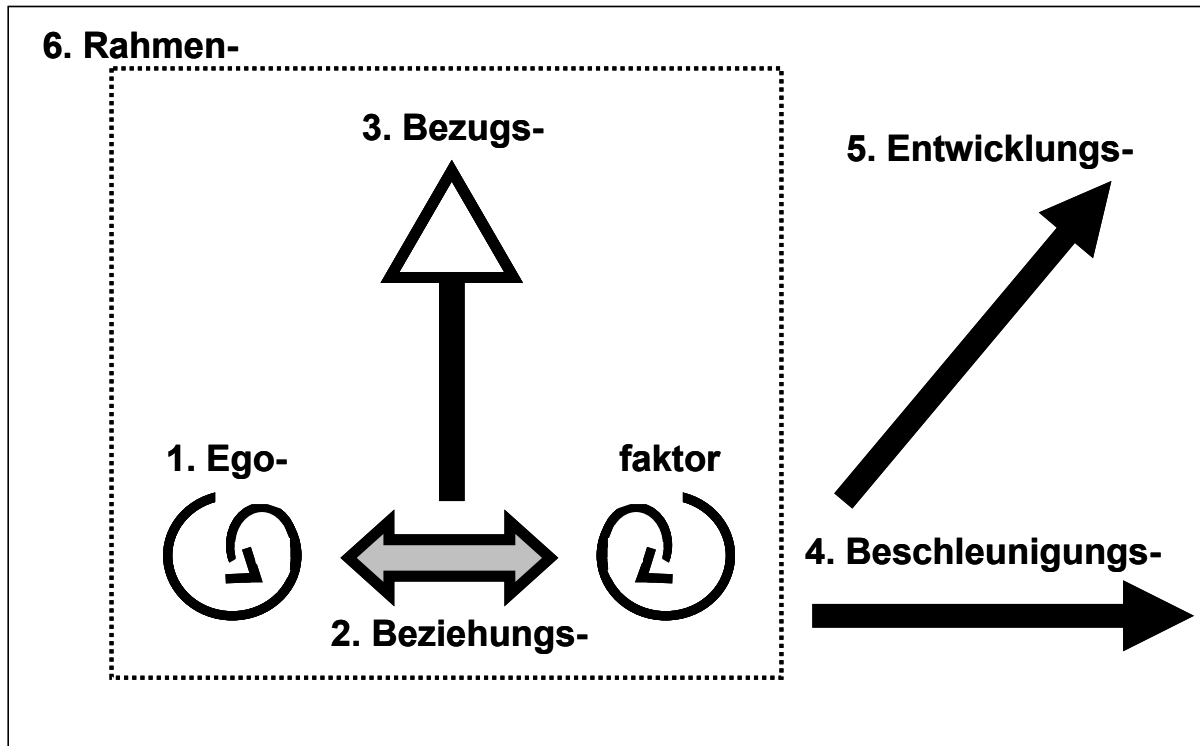 6. Rahmen-
3. Bezugs-
5. Entwicklungs-
1. Ego-
faktor
4. Beschleunigungs-
2. Beziehungs-